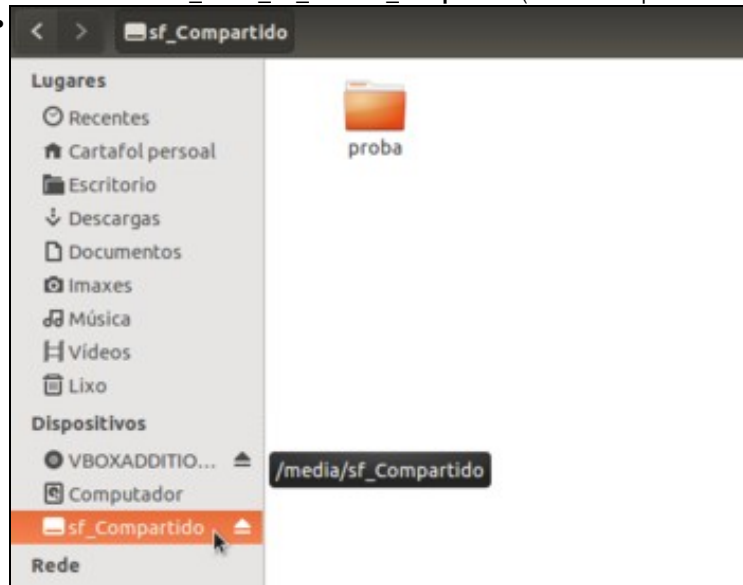 sf_Compartido
Lugares
Recentes
Cartafol persoal
Escritorio
Descargas
Documentos
Imaxes
Música
Vídeos
Lixo
Dispositivos
VBOXADDITIO...
Computador
sf_Compartido
Rede
proba
/media/sf_Compartido